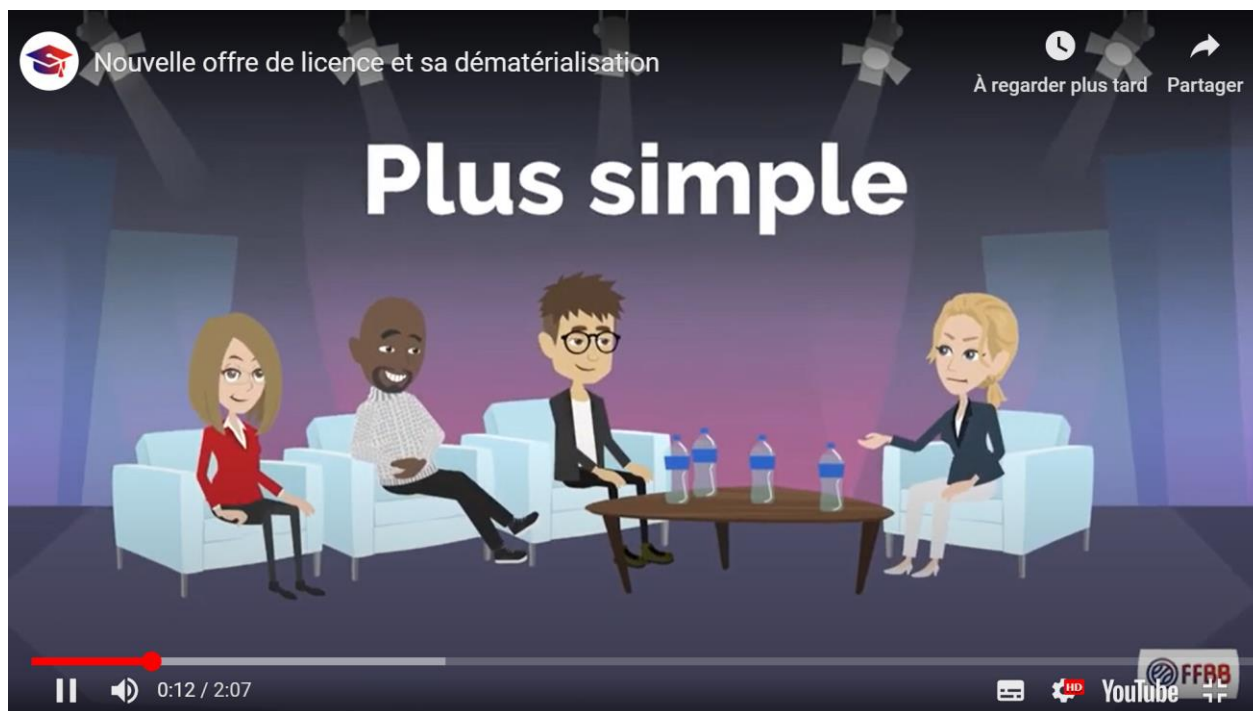 Nouvelle offre de licence et sa dématérialisation
À regarder plus tard
Partager
Plus simple
0:12 / 2:07
HD
YouTube
FFBB